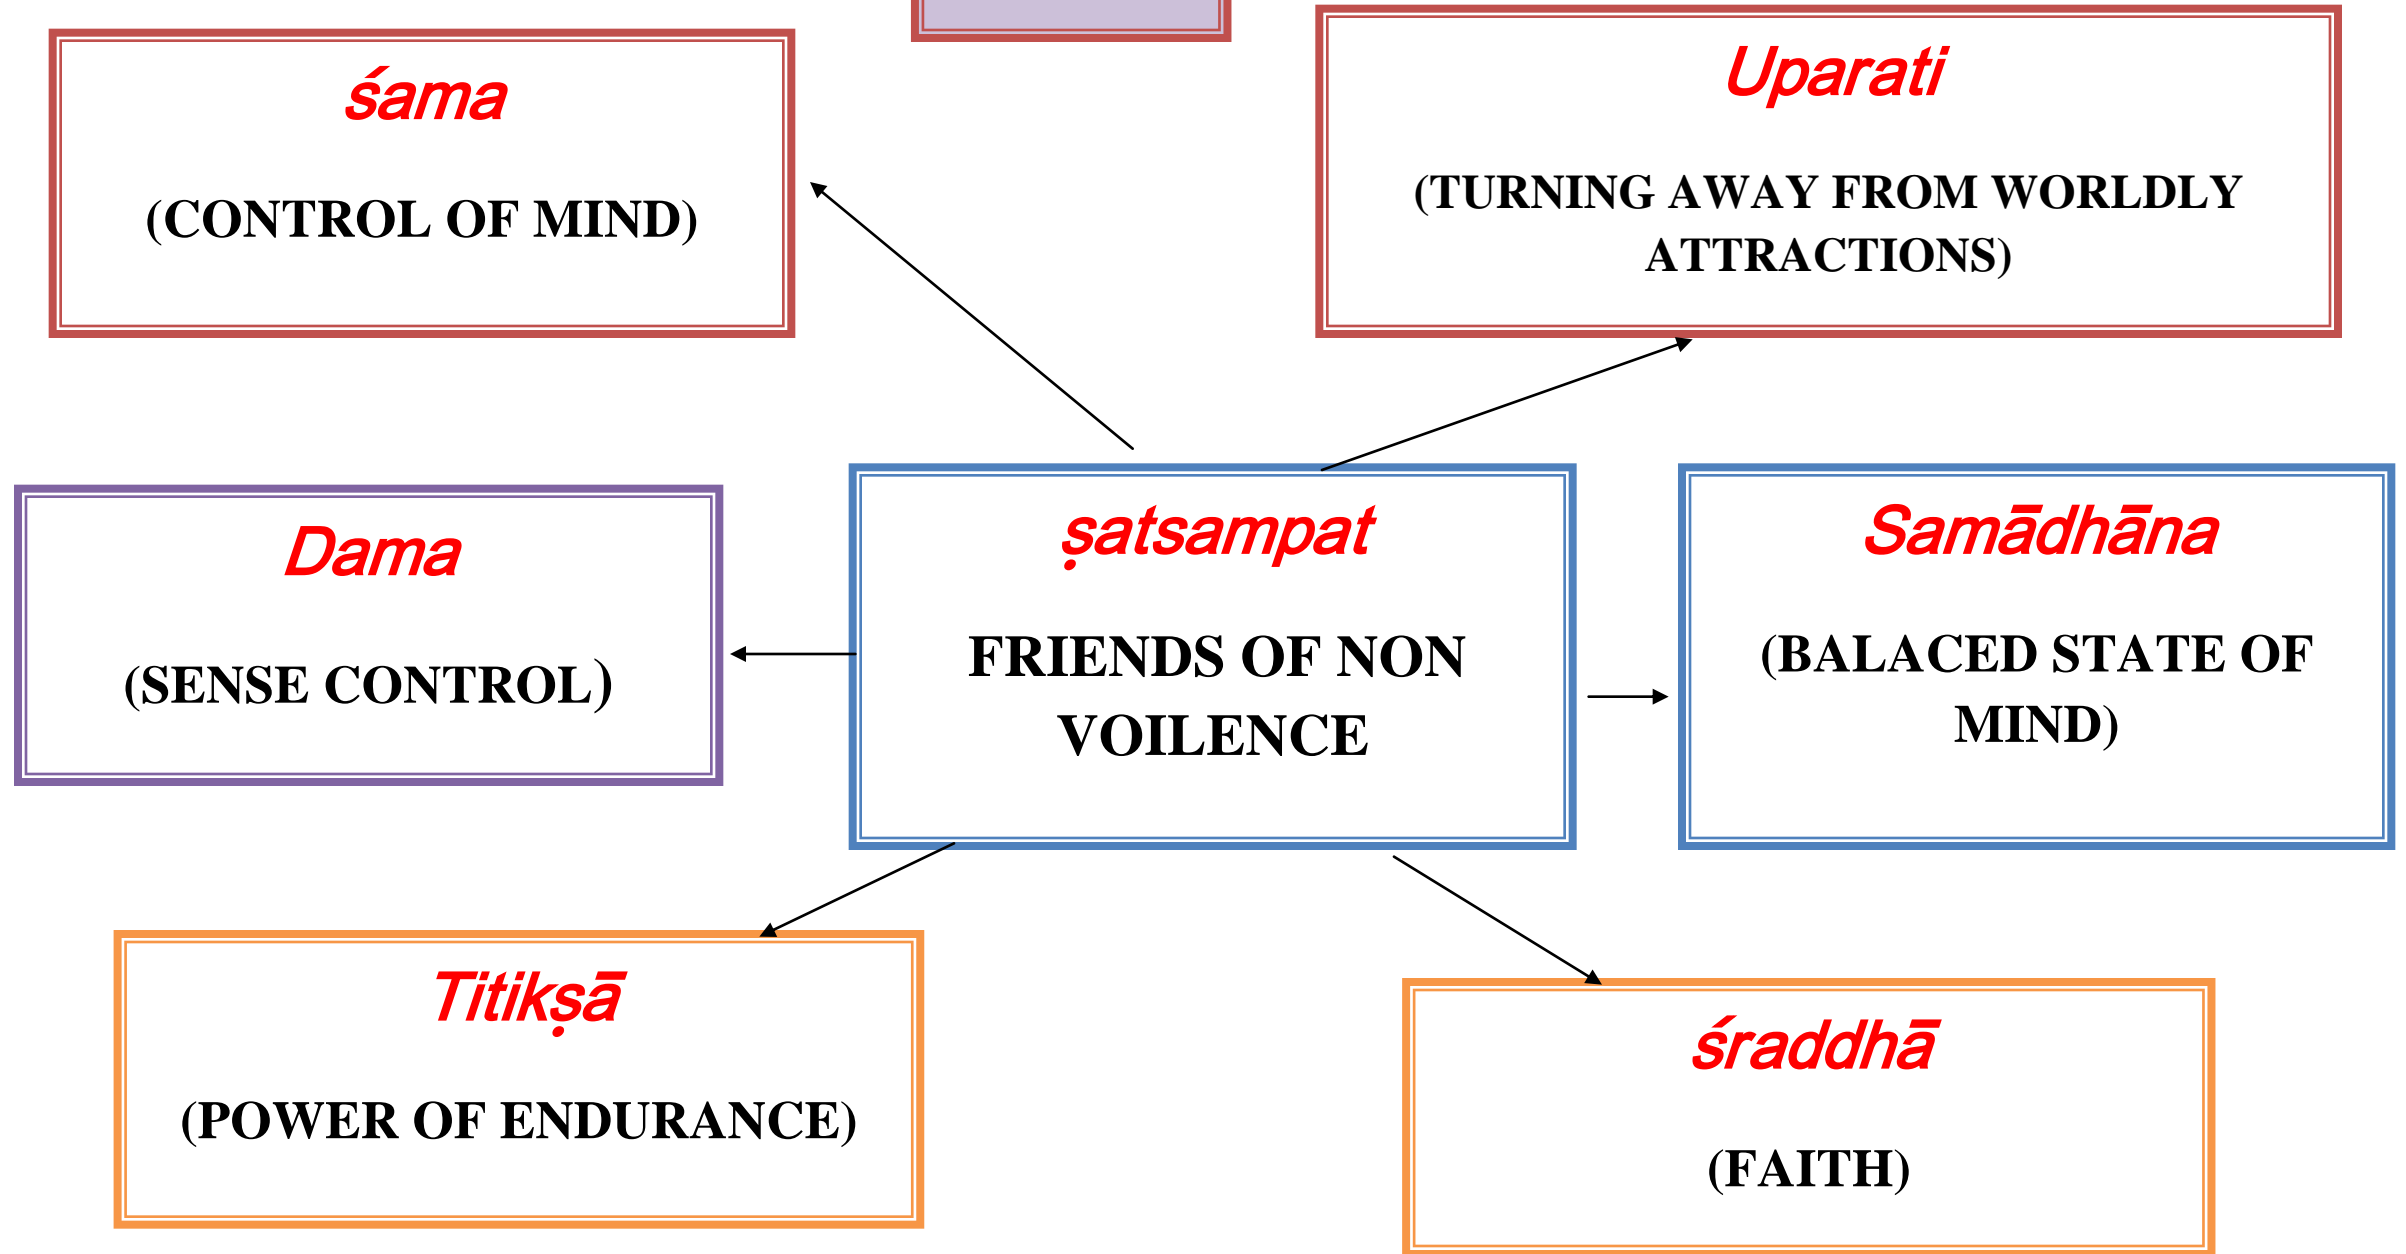 śama
(CONTROL OF MIND)
Uparati
(TURNING AWAY FROM WORLDLY
ATTRACTIONS)
Dama
(SENSE CONTROL)
ṣatsampat
FRIENDS OF NON
VOILENCE
Samādhāna
(BALACED STATE OF
MIND)
Titikṣā
(POWER OF ENDURANCE)
śraddhā
(FAITH)